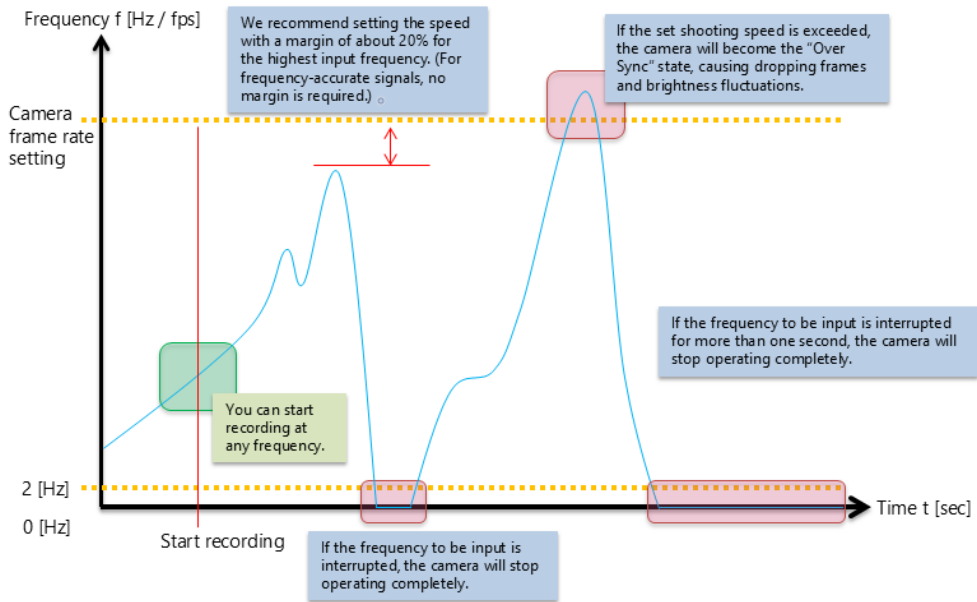 Frequency f [Hz / fps]
We recommend setting the speed
with a margin of about 20% for
the highest input frequency. (For
frequency-accurate signals, no
margin is required.) 。
If the set shooting speed is exceeded,
the camera will become the “Over
Sync” state, causing dropping frames
and brightness fluctuations.
Camera
frame rate
setting
If the frequency to be input is interrupted
for more than one second, the camera will
stop operating completely.
You can start
recording at
any frequency.
2 [Hz]
0 [Hz]
Time t [sec]
Start recording
If the frequency to be input is
interrupted, the camera will stop
operating completely.